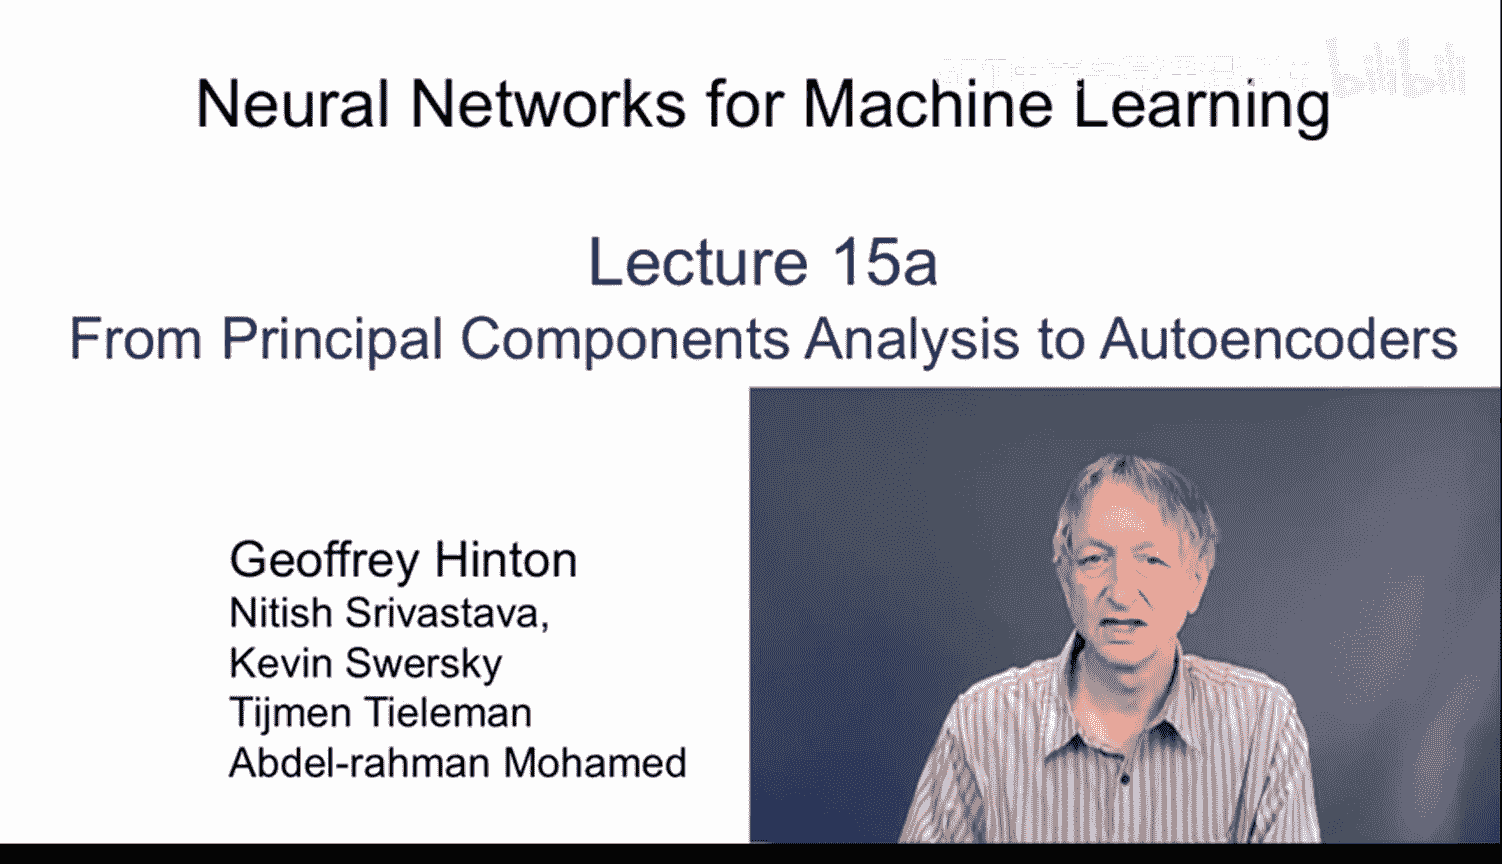 bilibili
Neural Networks for Machine Learning
Lecture 15a
From Principal Components Analysis to Autoencoders
Geoffrey Hinton
Nitish Srivastava,
Kevin Swersky
Tijmen Tieleman
Abdel-rahman Mohamed